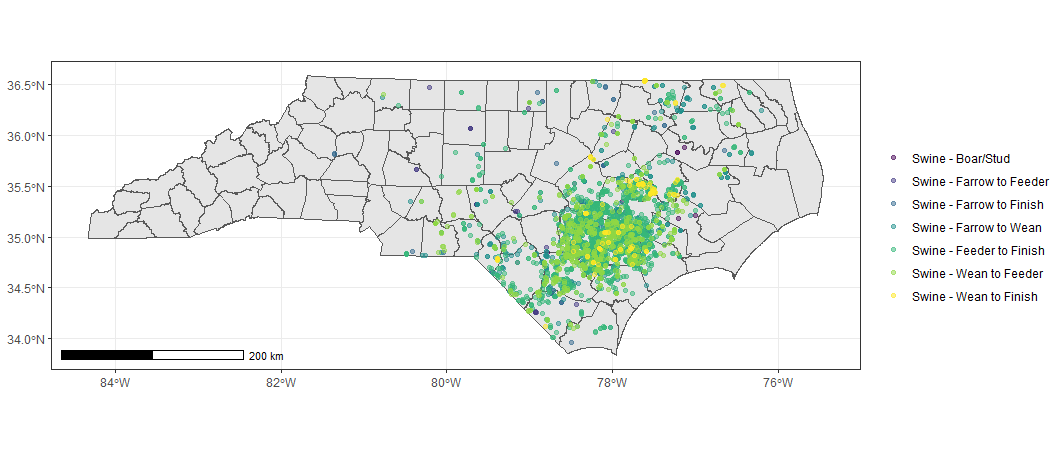 36.5°N
36.0°N
35.5°N
35.0°N
34.5°N
34.0°N
200 km
84°W
82°W
80°W
78°W
76°W
Swine - Boar/Stud
Swine - Farrow to Feeder
Swine - Farrow to Finish
Swine - Farrow to Wean
Swine - Feeder to Finish
Swine - Wean to Feeder
Swine - Wean to Finish